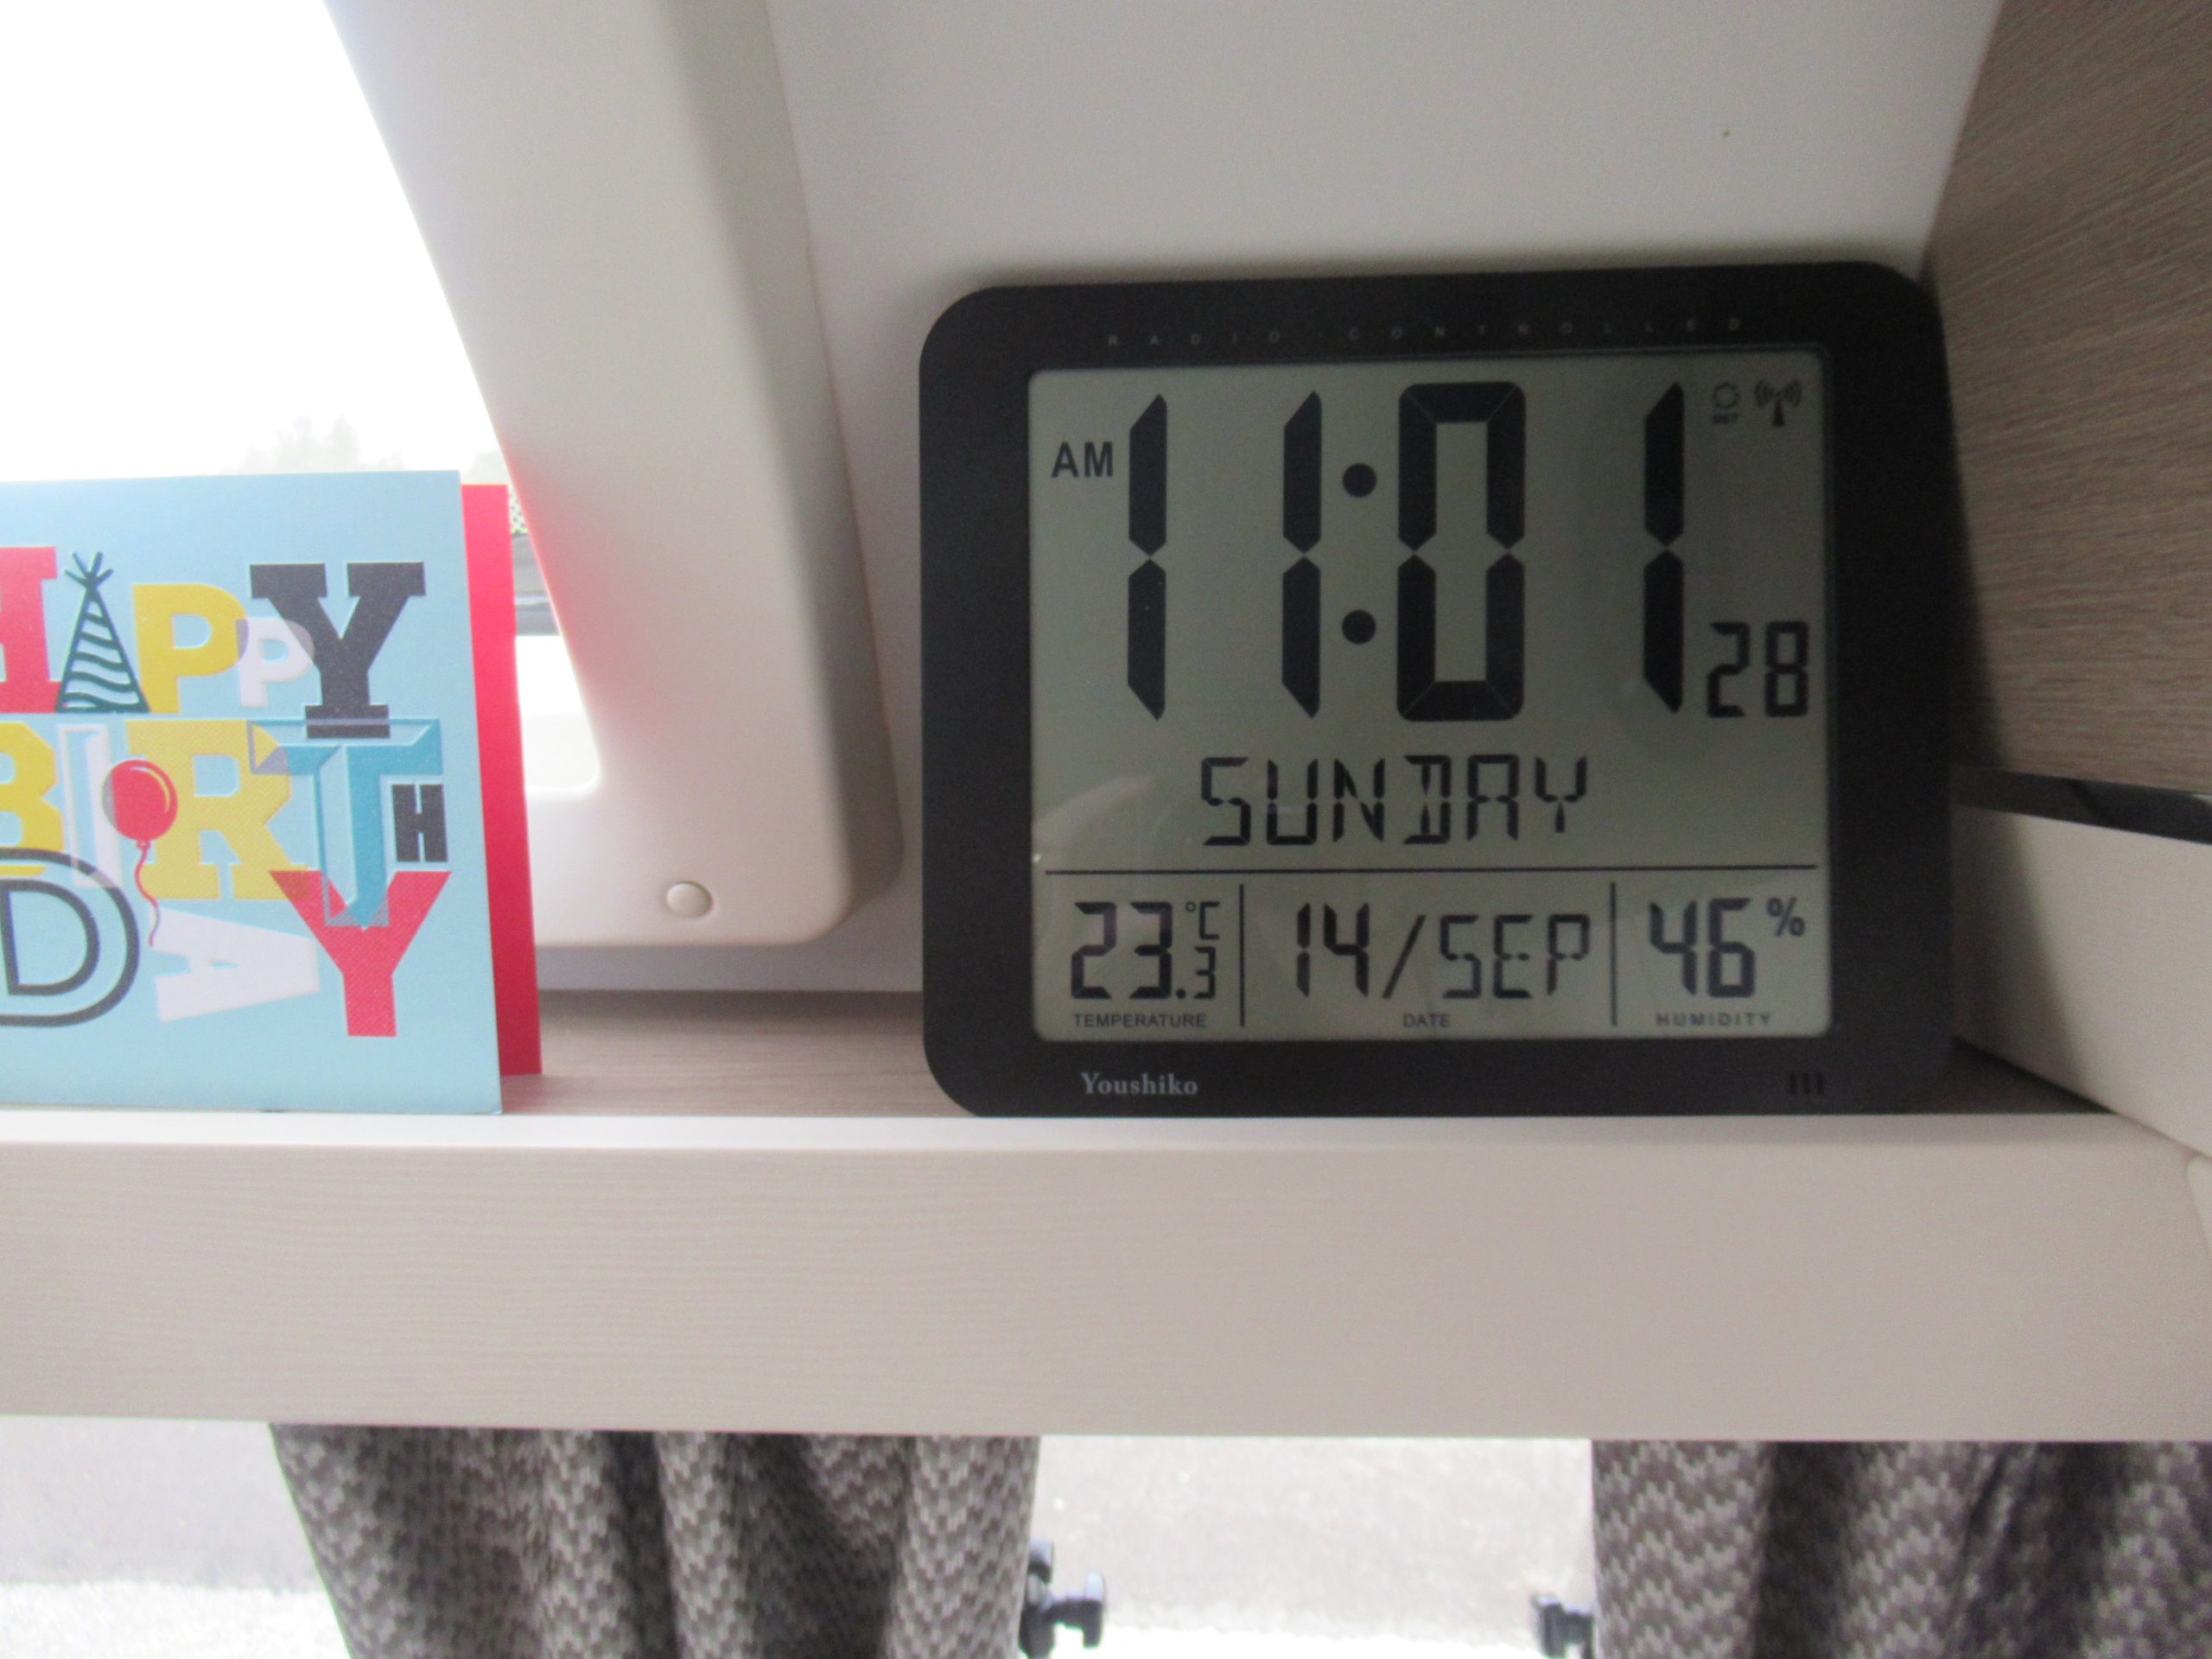 HAPPY
BIRTH
DAY
RADIO CONTROLLED
AM 11:01 28
SUNDAY
23.3 °C 14/SEP 46%
TEMPERATURE DATE HUMIDITY
Youshiko